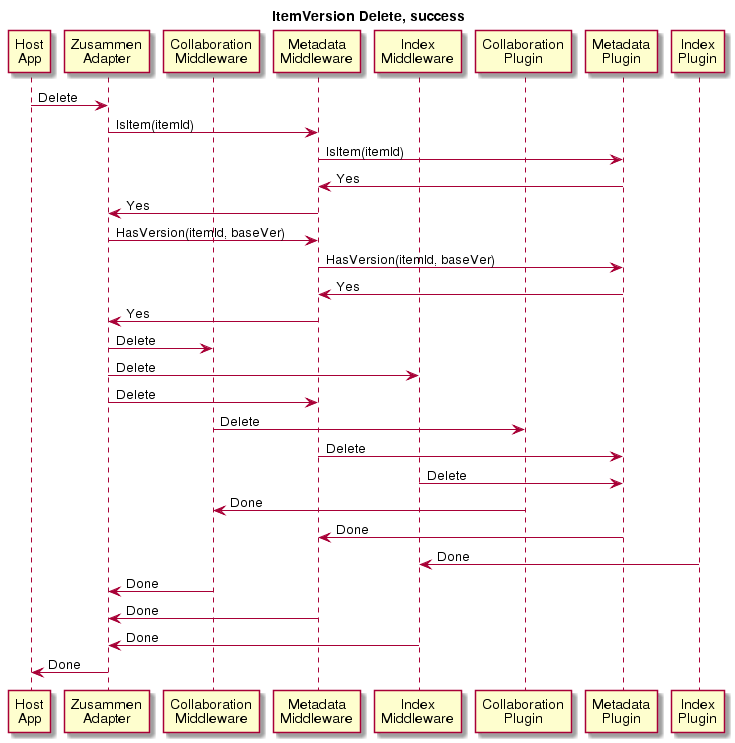 ItemVersion Delete, success
Host App
Zusammen Adapter
Collaboration Middleware
Metadata Middleware
Index Middleware
Collaboration Plugin
Metadata Plugin
Index Plugin
Delete
IsItem(itemId)
IsItem(itemId)
Yes
Yes
HasVersion(itemId, baseVer)
HasVersion(itemId, baseVer)
Yes
Yes
Delete
Delete
Delete
Delete
Delete
Delete
Done
Done
Done
Done
Done
Done
Done
Host App
Zusammen Adapter
Collaboration Middleware
Metadata Middleware
Index Middleware
Collaboration Plugin
Metadata Plugin
Index Plugin